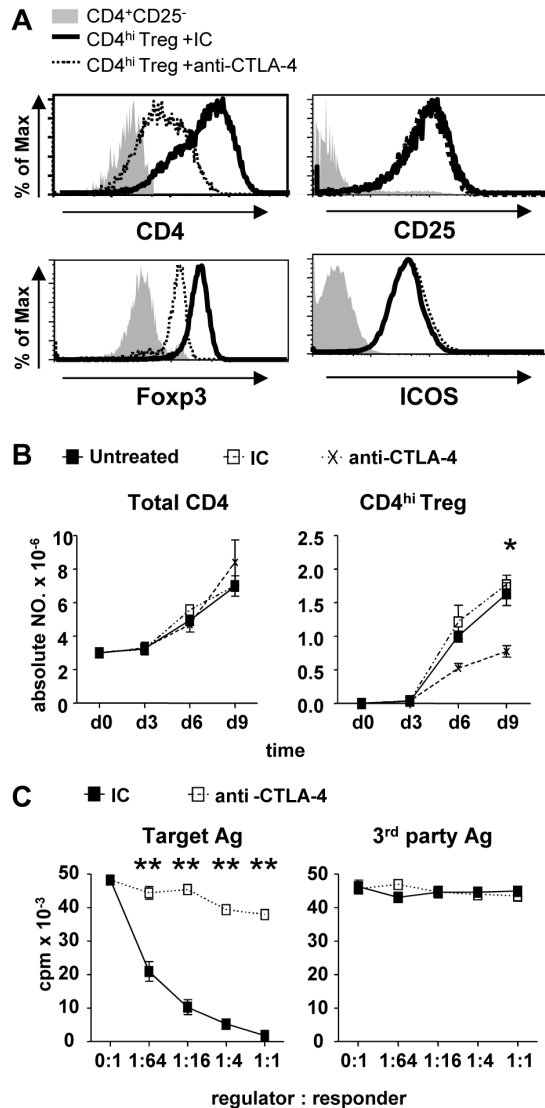 A
CD4+CD25-
CD4hi Treg +IC
CD4hi Treg +anti-CTLA-4
% of Max
CD4
CD25
% of Max
Foxp3
ICOS
B
Untreated IC anti-CTLA-4
Total CD4 CD4hi Treg
absolute NO. x 10-6
10
8
6
4
2
0
d0 d3 d6 d9
2.5
2.0
1.5
1.0
0.5
0.0
*
d0 d3 d6 d9
time
C
IC anti -CTLA-4
Target Ag 3rd party Ag
cpm x 10-3
50
40
30
20
10
0
** ** ** **
0:1 1:64 1:16 1:4 1:1
50
40
30
20
10
0
0:1 1:64 1:16 1:4 1:1
regulator : responder